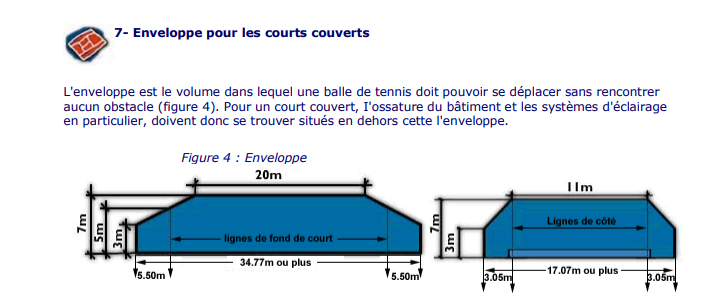 7- Enveloppe pour les courts couverts
L'enveloppe est le volume dans lequel une balle de tennis doit pouvoir se déplacer sans rencontrer
aucun obstacle (figure 4). Pour un court couvert, I'ossature du bâtiment et les systèmes d'éclairage
en particulier, doivent donc se trouver situés en dehors cette l'enveloppe.
Figure 4 : Enveloppe
20m
7m
5m
3m
lignes de fond de court
34.77m ou plus
5.50m
5.50m
11m
7m
3m
Lignes de côté
17.07m ou plus
3.05m
3.05m